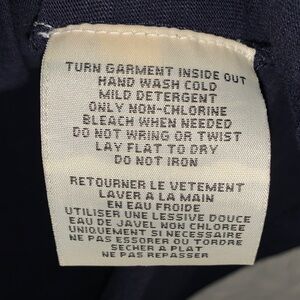 TURN GARMENT INSIDE OUT
HAND WASH COLD
MILD DETERGENT
ONLY NON-CHLORINE
BLEACH WHEN NEEDED
DO NOT WRING OR TWIST
LAY FLAT TO DRY
DO NOT IRON
RETOURNER LE VETEMENT
LAVER A LA MAIN
EN EAU FROIDE
UTILISER UNE LESSIVE DOUCE
EAU DE JAVEL NON CHLOREE
UNIQUEMENT SI NECESSAIRE
NE PAS ESSORER OU TORDRE
SECHER A PLAT
NE PAS REPASSER